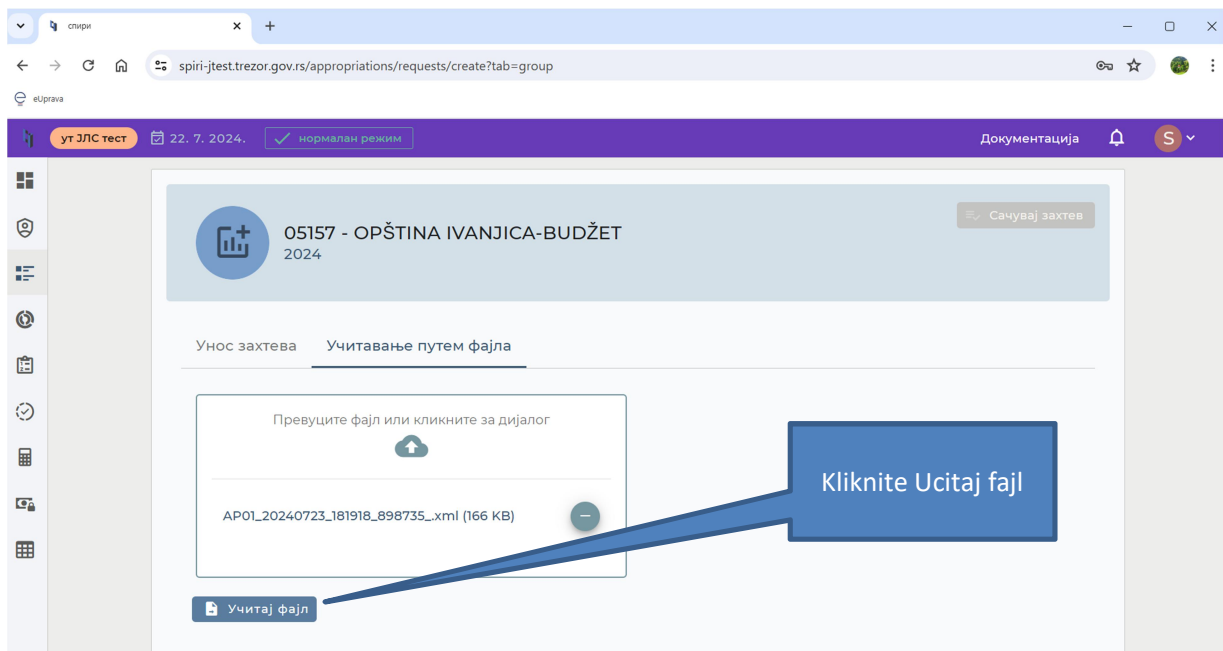 спири
spiri-jtest.trezor.gov.rs/appropriations/requests/create?tab=group
eUprava
ут ЈЛС тест 22. 7. 2024. нормалан режим Документација S
05157 - OPŠTINA IVANJICA-BUDŽET
2024
Сачувај захтев
Унос захтева Учитавање путем фајла
Превуците фајл или кликните за дијалог
AP01_20240723_181918_898735_.xml (166 KB)
Kliknite Ucitaj fajl
Учитај фајл